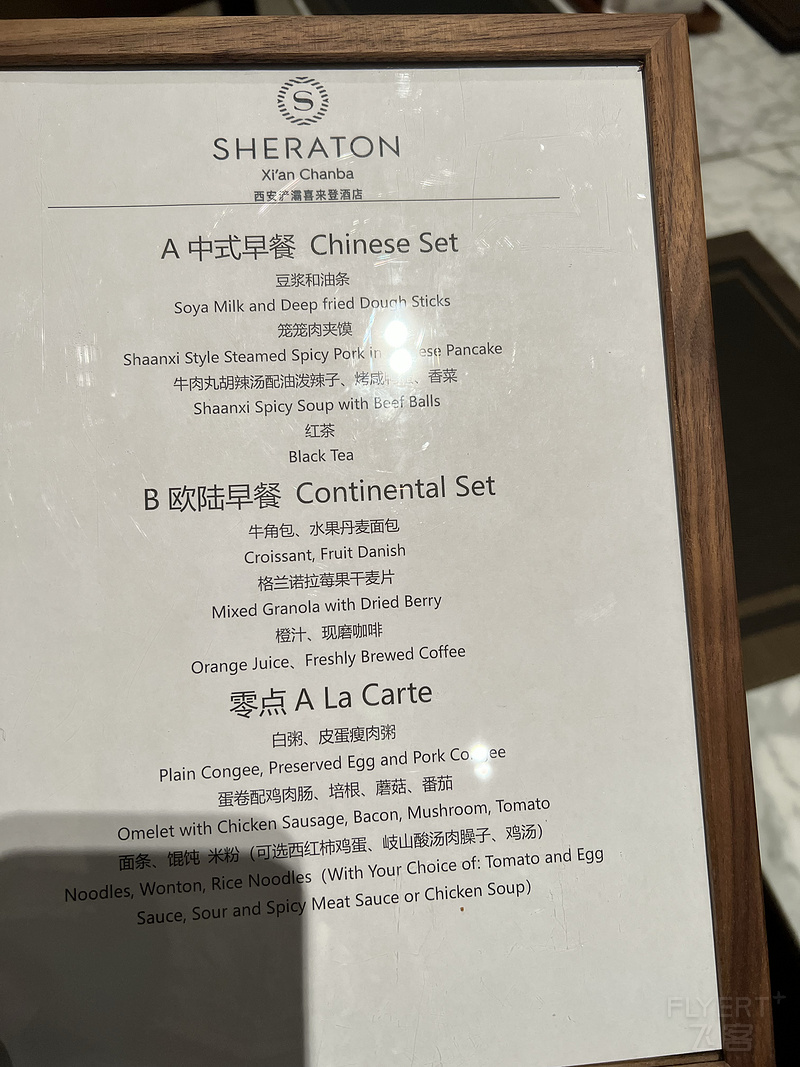 S
SHERATON
Xi'an Chanba
西安浐灞喜来登酒店
A 中式早餐 Chinese Set
豆浆和油条
Soya Milk and Deep fried Dough Sticks
笼笼肉夹馍
Shaanxi Style Steamed Spicy Pork in Pancake
牛肉丸胡辣汤配油泼辣子、烤咸、香菜
Shaanxi Spicy Soup with Beef Balls
红茶
Black Tea
B 欧陆早餐 Continental Set
牛角包、水果丹麦面包
Croissant, Fruit Danish
格兰诺拉莓果干麦片
Mixed Granola with Dried Berry
橙汁、现磨咖啡
Orange Juice、Freshly Brewed Coffee
零点 A La Carte
白粥、皮蛋瘦肉粥
Plain Congee, Preserved Egg and Pork Congee
蛋卷配鸡肉肠、培根、蘑菇、番茄
Omelet with Chicken Sausage, Bacon, Mushroom, Tomato
面条、馄饨 米粉（可选西红柿鸡蛋、岐山酸汤肉臊子、鸡汤）
Noodles, Wonton, Rice Noodles（With Your Choice of: Tomato and Egg
Sauce, Sour and Spicy Meat Sauce or Chicken Soup）
FLYERT+
飞客